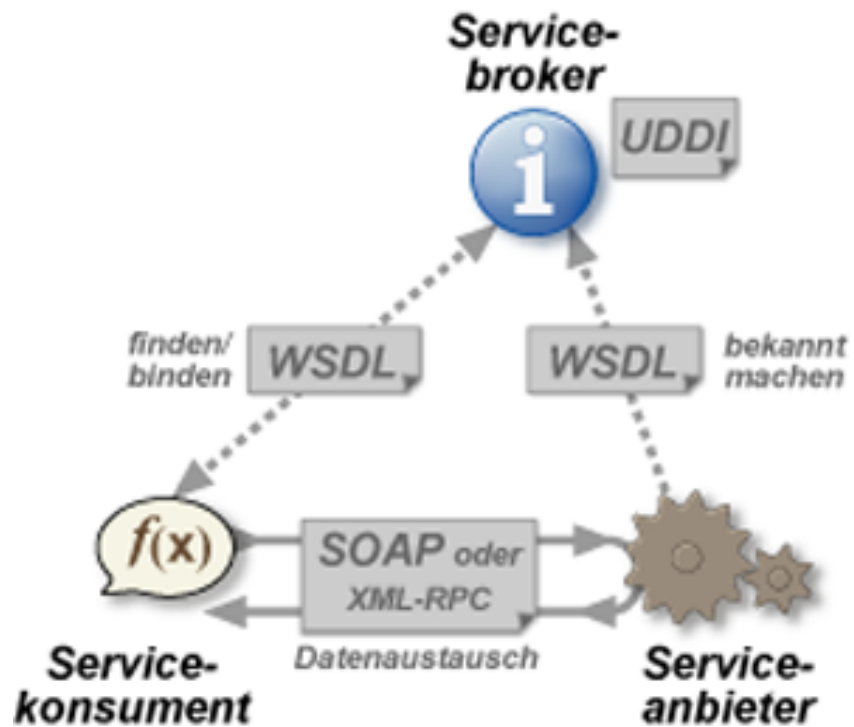 Service-
broker
UDDI
finden/
binden
WSDL
WSDL
bekannt
machen
f(x)
SOAP oder
XML-RPC
Datenaustausch
Service-
konsument
Service-
anbieter